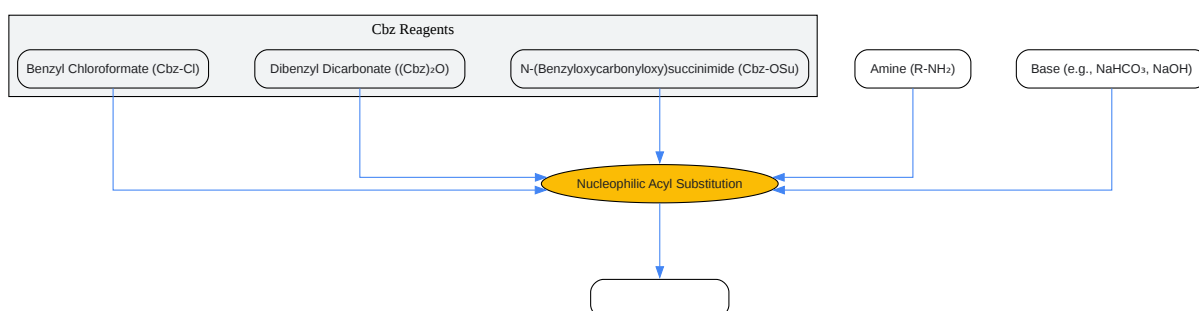 Cbz Reagents
Benzyl Chloroformate (Cbz-Cl)
Dibenzyl Dicarbonate ((Cbz)₂O)
N-(Benzyloxycarbonyloxy)succinimide (Cbz-OSu)
Amine (R-NH₂)
Base (e.g., NaHCO₃, NaOH)
Nucleophilic Acyl Substitution